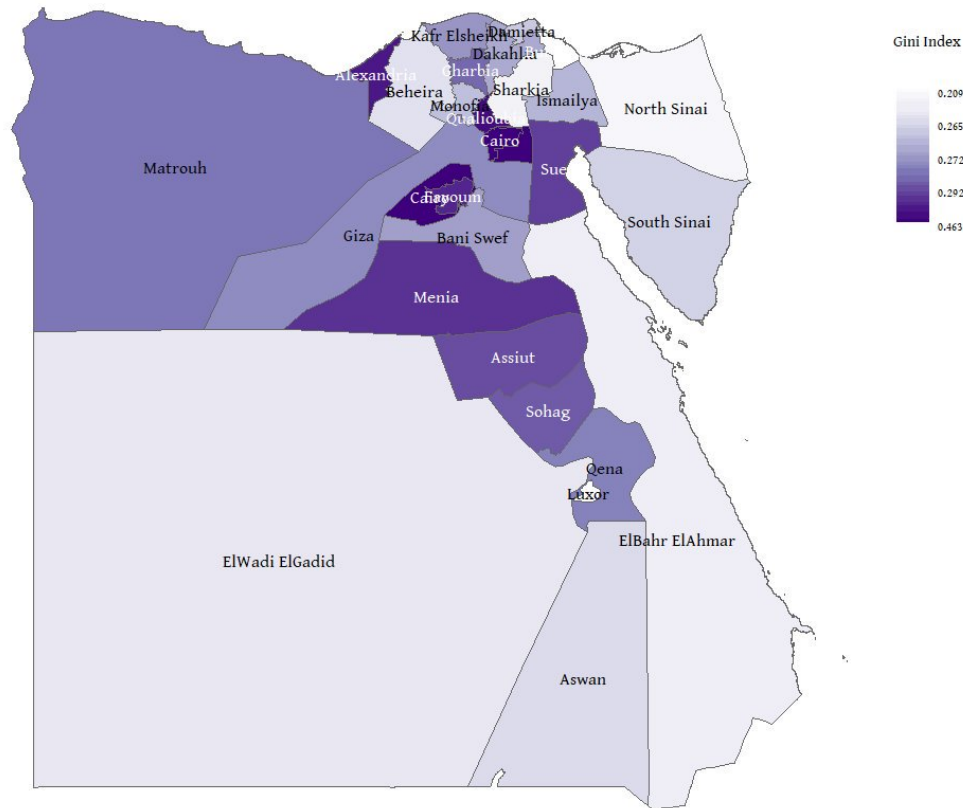 Gini Index
0.209
0.265
0.272
0.292
0.463
Kafr Elsheikh
Damietta
Dakahlia
Alexandria
Gharbia
Beheira
Sharkia
Monofia
Ismailya
North Sinai
Cairo
Matrouh
Cairo
Fayoum
South Sinai
Giza
Bani Swef
Menia
Assiut
Sohag
Qena
Luxor
ElBahr ElAhmar
ElWadi ElGadid
Aswan